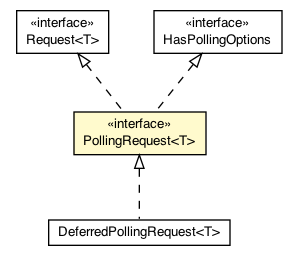 «interface»
Request<T>
«interface»
HasPollingOptions
«interface»
PollingRequest<T>
DeferredPollingRequest<T>